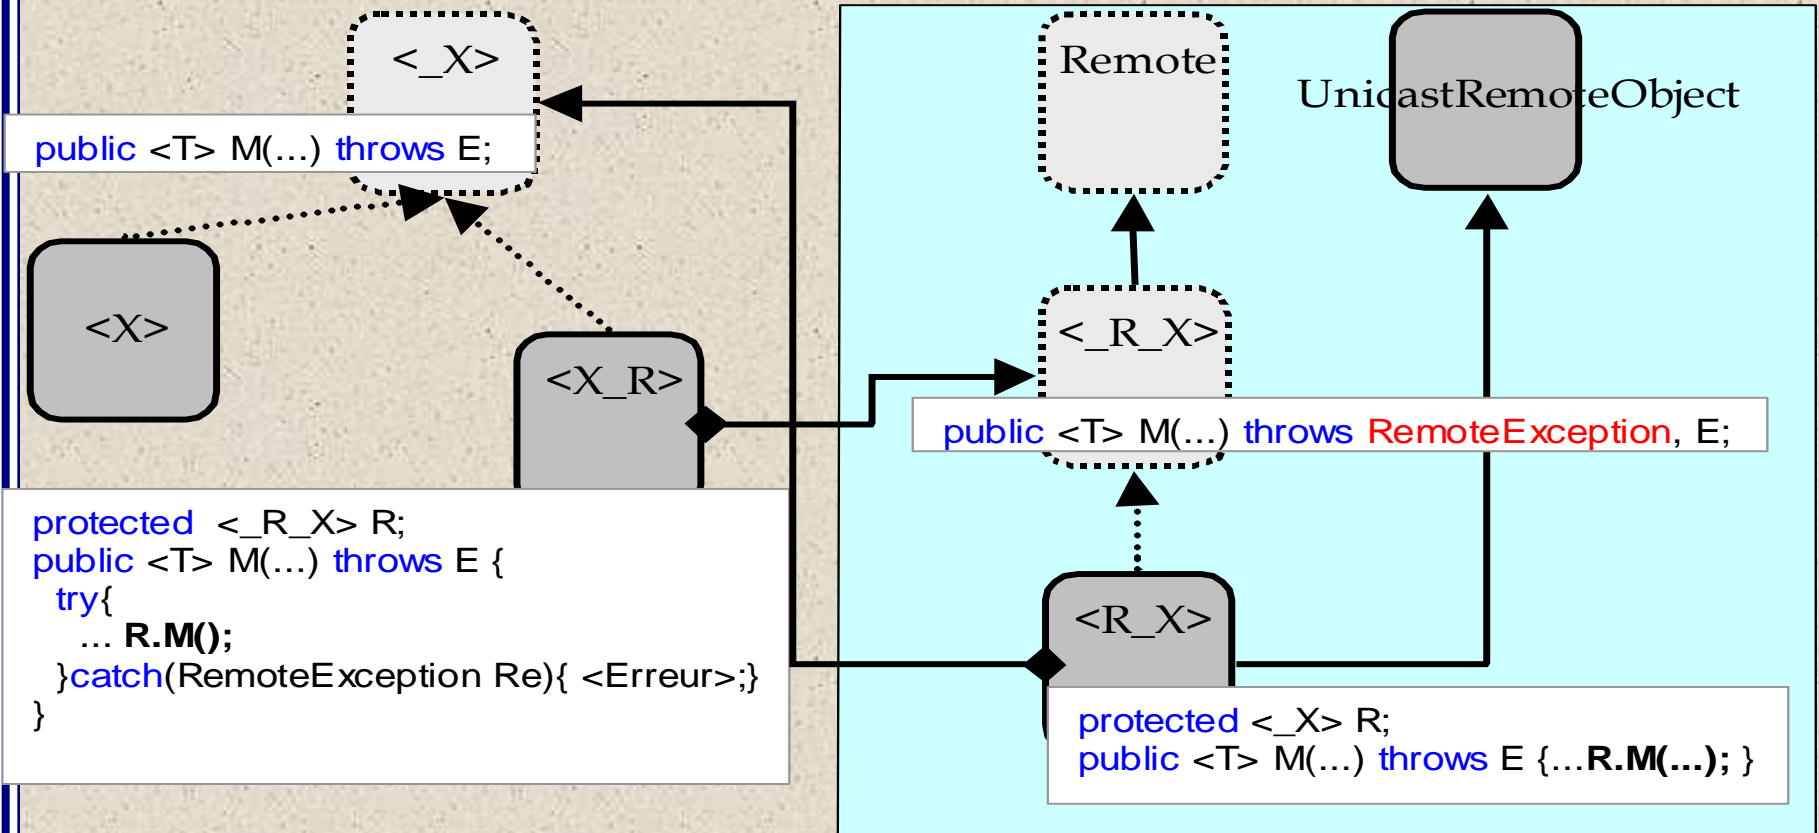 <_X>
public <T> M(...) throws E;
<X>
<X_R>
protected <_R_X> R;
public <T> M(...) throws E {
try{
... R.M();
}catch(RemoteException Re){ <Erreur>;}
}
Remote
UnicastRemoteObject
<_R_X>
public <T> M(...) throws RemoteException, E;
<R_X>
protected <_X> R;
public <T> M(...) throws E {...R.M(...); }